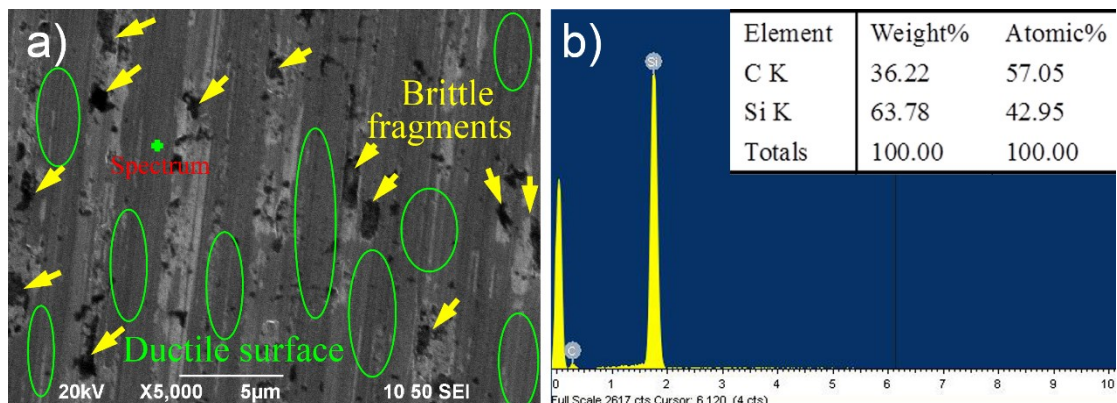 a)
Brittle
fragments
Spectrum
Ductile surface
20kV X5,000 5μm 10 50 SEI
b)
Element Weight% Atomic%
C K 36.22 57.05
Si K 63.78 42.95
Totals 100.00 100.00
Si
C
0 1 2 3 4 5 6 7 8 9 10
Full Scale 2617 cts Cursor: 6.120 (4 cts)